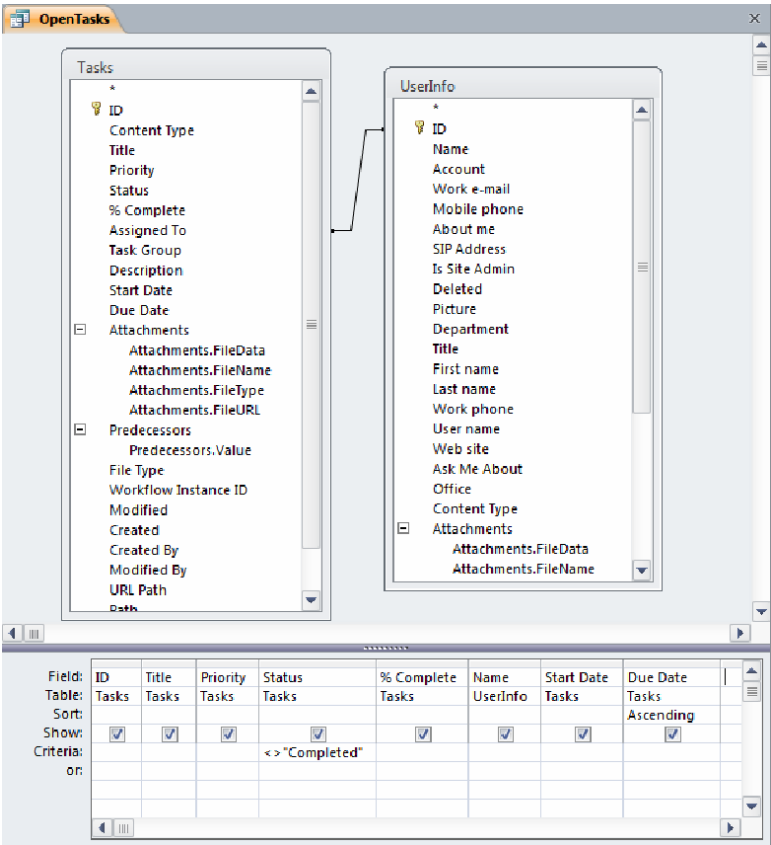 OpenTasks
Tasks
*
ID
Content Type
Title
Priority
Status
% Complete
Assigned To
Task Group
Description
Start Date
Due Date
Attachments
Attachments.FileData
Attachments.FileName
Attachments.FileType
Attachments.FileURL
Predecessors
Predecessors.Value
File Type
Workflow Instance ID
Modified
Created
Created By
Modified By
URL Path
Path
UserInfo
*
ID
Name
Account
Work e-mail
Mobile phone
About me
SIP Address
Is Site Admin
Deleted
Picture
Department
Title
First name
Last name
Work phone
User name
Web site
Ask Me About
Office
Content Type
Attachments
Attachments.FileData
Attachments.FileName
Field: ID Title Priority Status % Complete Name Start Date Due Date
Table: Tasks Tasks Tasks Tasks Tasks UserInfo Tasks Tasks
Sort: Ascending
Show:
Criteria: <>"Completed"
or: